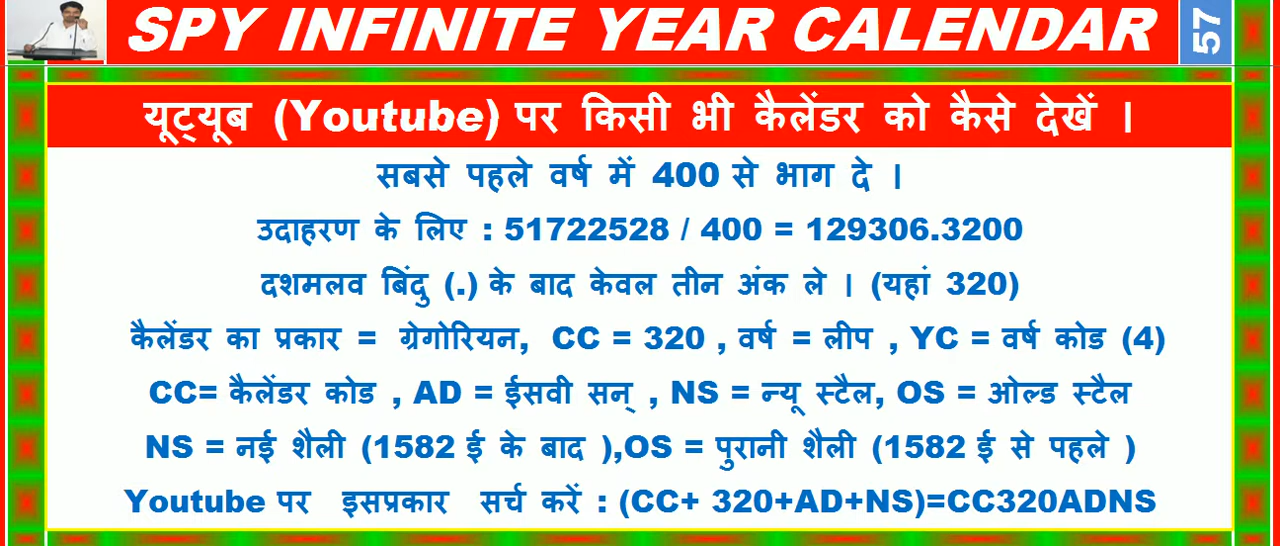 SPY INFINITE YEAR CALENDAR
57
यूट्यूब (Youtube) पर किसी भी कैलेंडर को कैसे देखें ।
सबसे पहले वर्ष में 400 से भाग दे ।
उदाहरण के लिए : 51722528 / 400 = 129306.3200
दशमलव बिंदु (.) के बाद केवल तीन अंक ले । (यहां 320)
कैलेंडर का प्रकार = ग्रेगोरियन, CC = 320 , वर्ष = लीप , YC = वर्ष कोड (4)
CC= कैलेंडर कोड , AD = ईसवी सन् , NS = न्यू स्टैल, OS = ओल्ड स्टैल
NS = नई शैली (1582 ई के बाद ),OS = पुरानी शैली (1582 ई से पहले )
Youtube पर इसप्रकार सर्च करें : (CC+ 320+AD+NS)=CC320ADNS